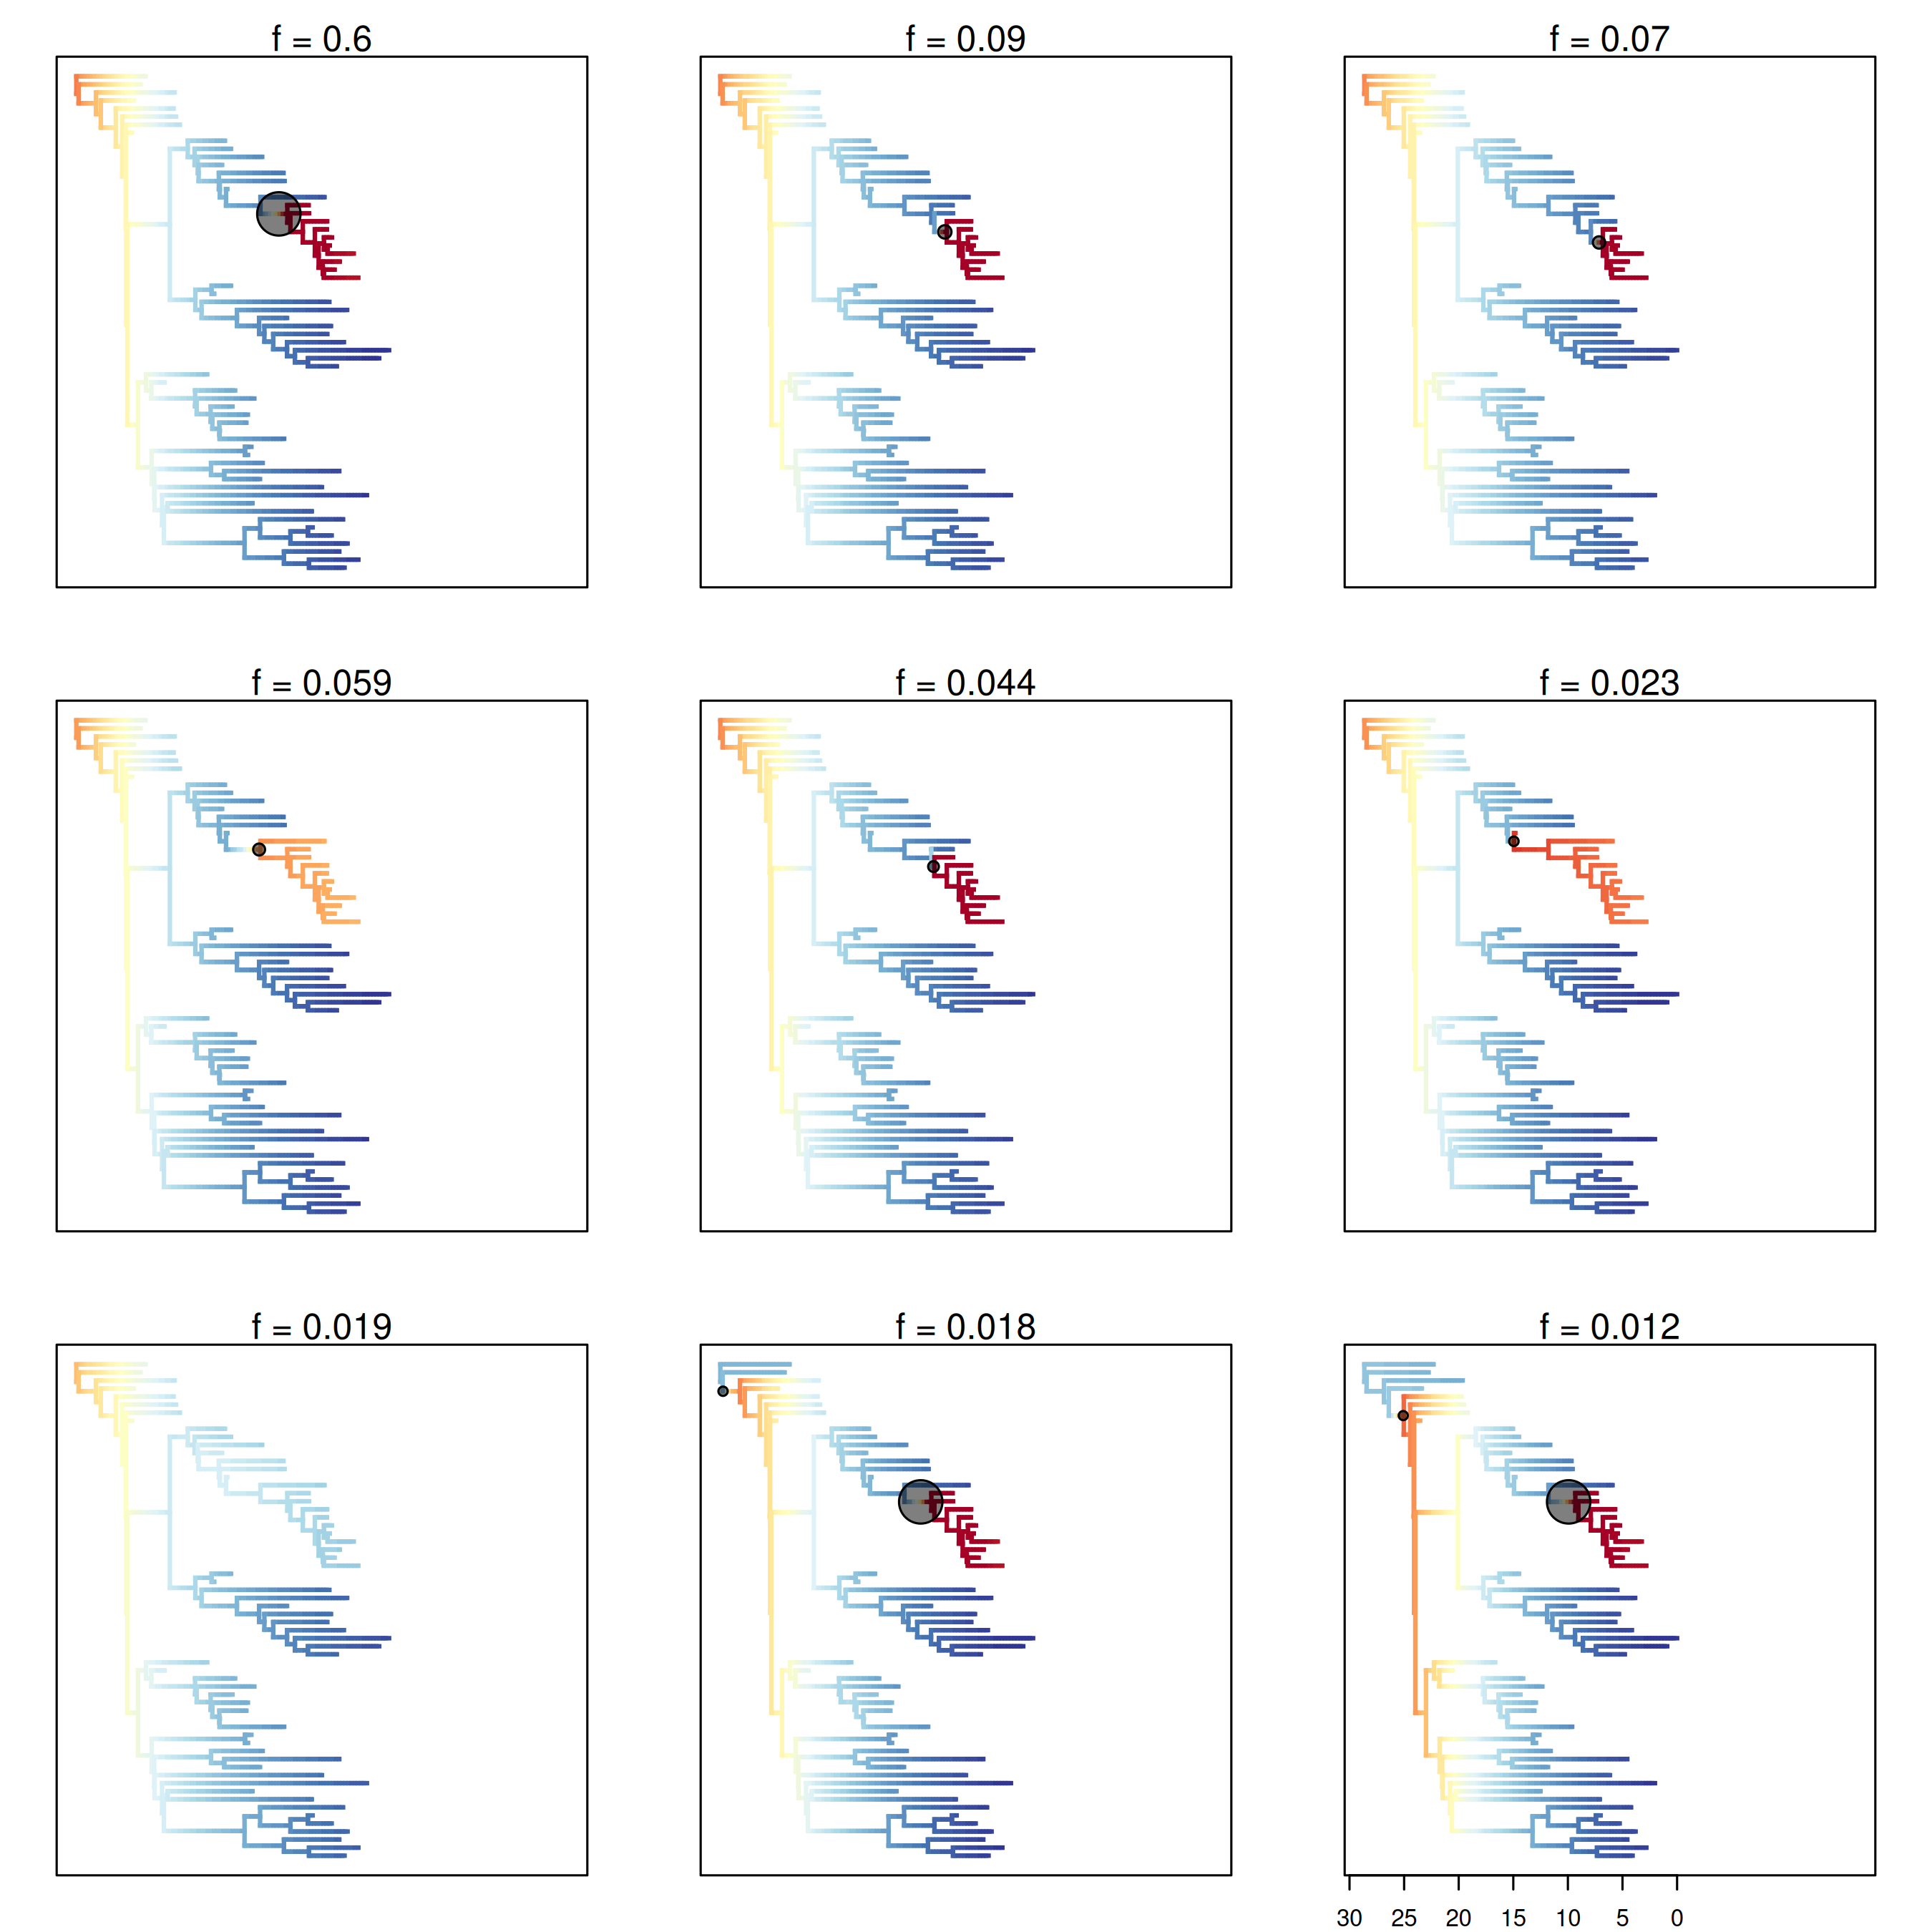 f = 0.6
f = 0.09
f = 0.07
f = 0.059
f = 0.044
f = 0.023
f = 0.019
f = 0.018
f = 0.012
30 25 20 15 10 5 0